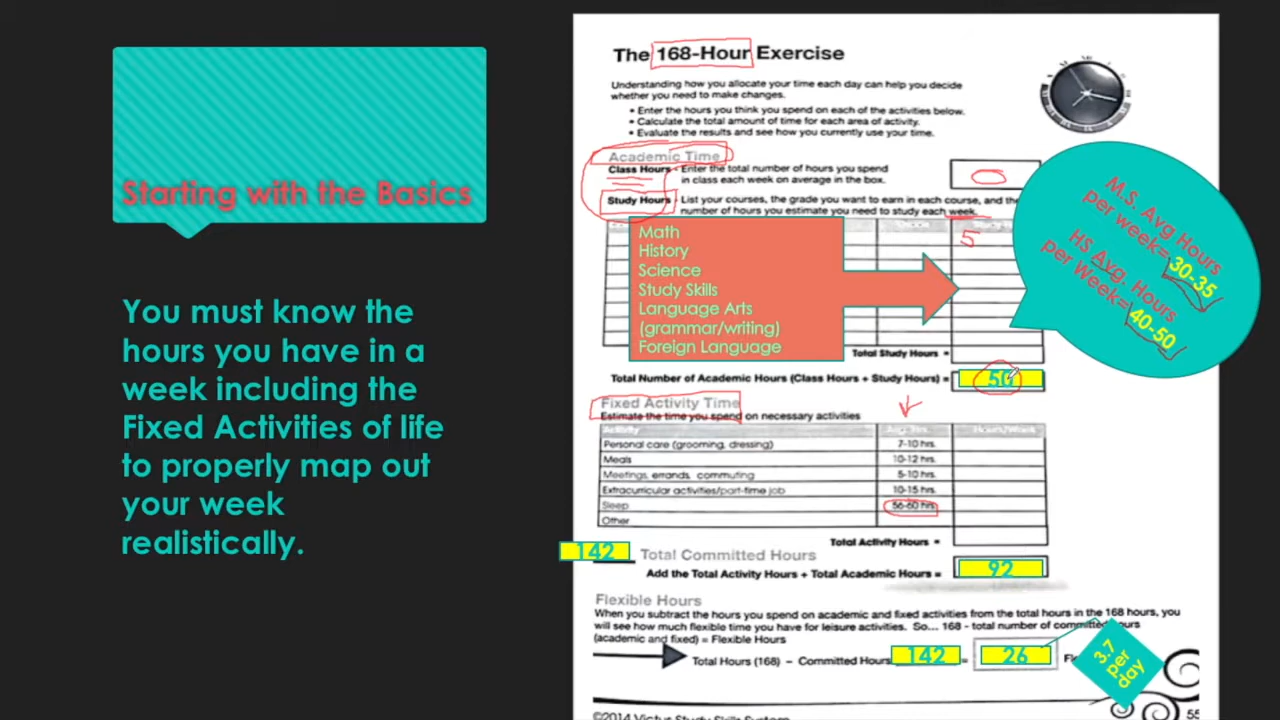 Starting with the Basics
You must know the
hours you have in a
week including the
Fixed Activities of life
to properly map out
your week
realistically.
The 168-Hour Exercise
Understanding how you allocate your time each day can help you decide
whether you need to make changes.
• Enter the hours you think you spend on each of the activities below.
• Calculate the total amount of time for each area of activity.
• Evaluate the results and see how you currently use your time.
Academic Time
Class Hours - Enter the total number of hours you spend
in class each week on average in the box.
Study Hours - List your courses, the grade you want to earn in each course, and the
number of hours you estimate you need to study each week.
5
Math
History
Science
Study Skills
Language Arts
(grammar/writing)
Foreign Language
M.S. Avg Hours
per week= 30-35
HS Avg. Hours
per Week= 40-50
Total Study Hours =
Total Number of Academic Hours (Class Hours + Study Hours) = 50
Fixed Activity Time
Estimate the time you spend on necessary activities
Activity Avg. Hrs. Hours/Week
Personal care (grooming, dressing) 7-10 hrs.
Meals 10-12 hrs.
Meetings, errands, commuting 5-10 hrs.
Extracurricular activities/part-time job 10-15 hrs.
Sleep 56-60 hrs.
Other
Total Activity Hours =
142 Total Committed Hours
Add the Total Activity Hours + Total Academic Hours = 92
Flexible Hours
When you subtract the hours you spend on academic and fixed activities from the total hours in the 168 hours, you
will see how much flexible time you have for leisure activities. So... 168 - total number of committed hours
(academic and fixed) = Flexible Hours
Total Hours (168) – Committed Hours 142 = 26
3.7
per
day
©2014 Victus Study Skills System
55